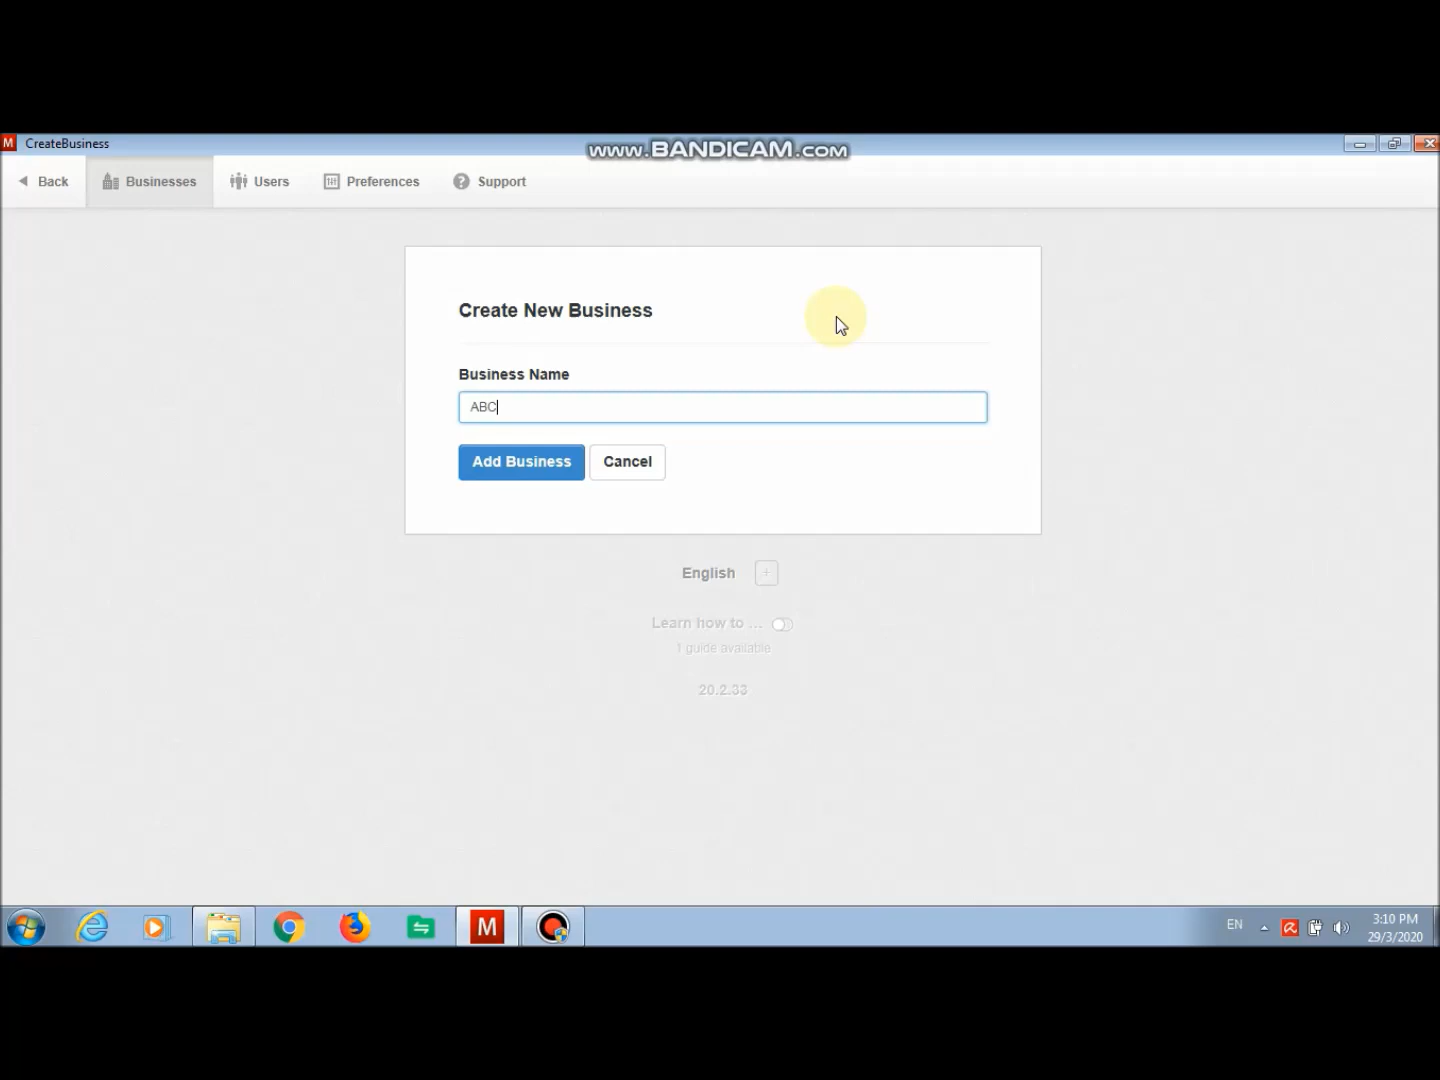 M CreateBusiness
www.BANDICAM.com
Back
Businesses
Users
Preferences
? Support
Create New Business
Business Name
ABC
Add Business
Cancel
English +
Learn how to ...
1 guide available
20.2.33
M
EN
3:10 PM
29/3/2020